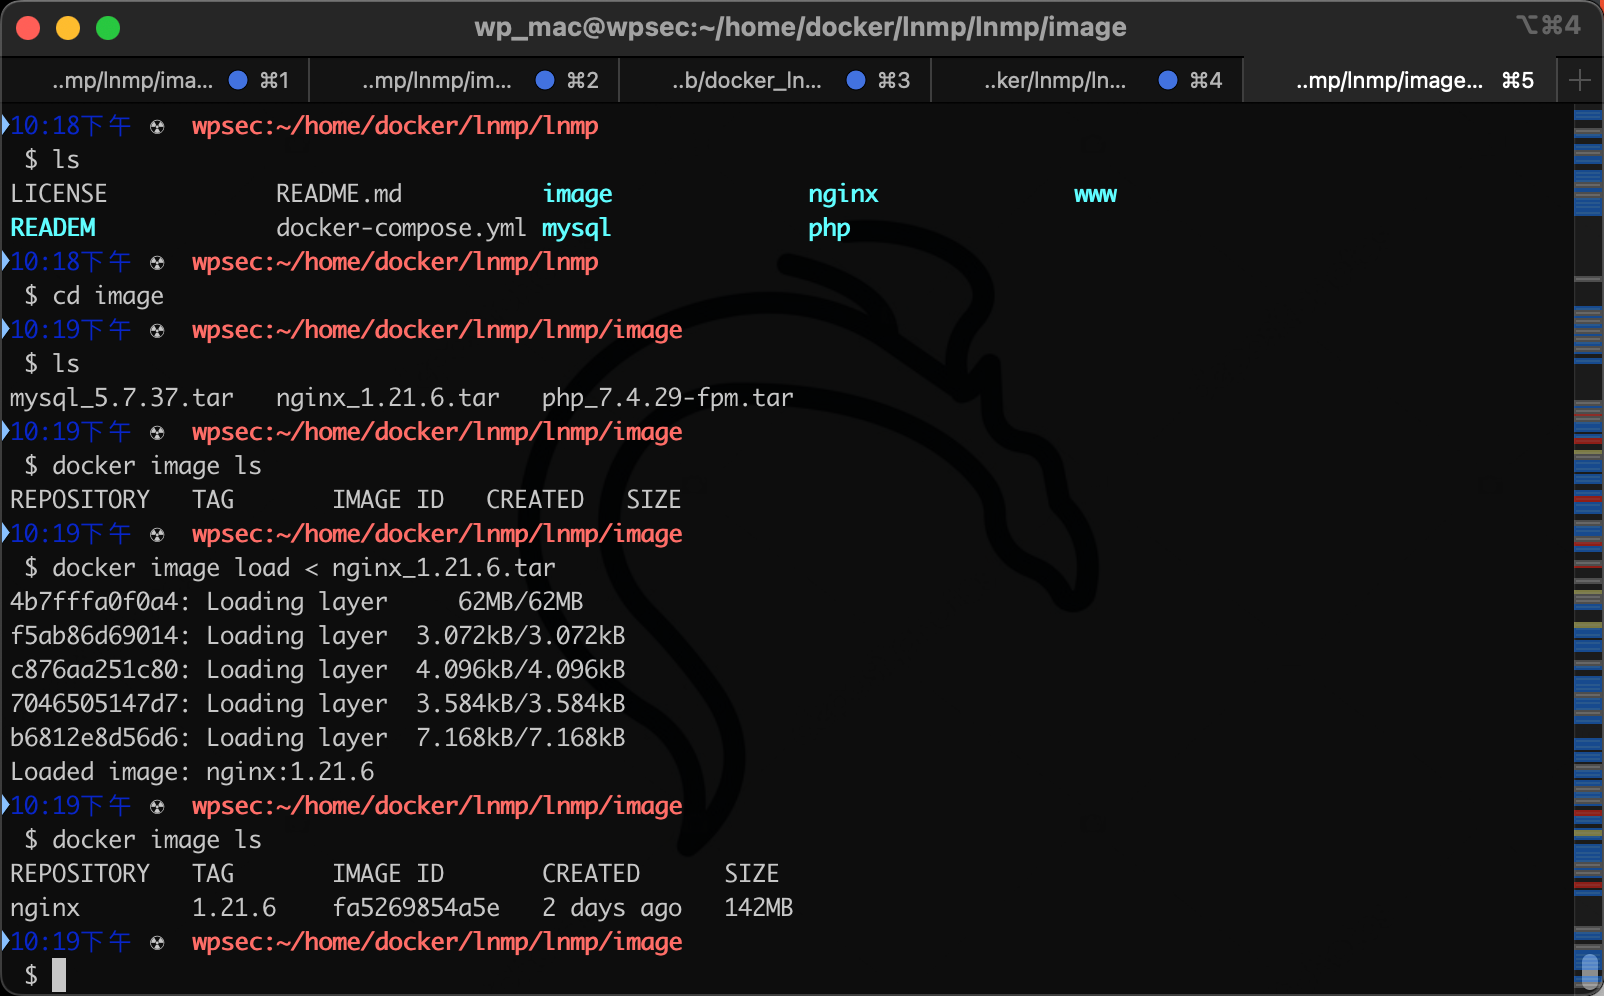 wp_mac@wpsec:~/home/docker/lnmp/lnmp/image ⌥⌘4
..mp/lnmp/ima... ⌘1 ..mp/lnmp/im... ⌘2 ..b/docker_ln... ⌘3 ..ker/lnmp/ln... ⌘4 ..mp/lnmp/image... ⌘5
10:18下午 ☢ wpsec:~/home/docker/lnmp/lnmp
$ ls
LICENSE README.md image nginx www
READEM docker-compose.yml mysql php
10:18下午 ☢ wpsec:~/home/docker/lnmp/lnmp
$ cd image
10:19下午 ☢ wpsec:~/home/docker/lnmp/lnmp/image
$ ls
mysql_5.7.37.tar nginx_1.21.6.tar php_7.4.29-fpm.tar
10:19下午 ☢ wpsec:~/home/docker/lnmp/lnmp/image
$ docker image ls
REPOSITORY TAG IMAGE ID CREATED SIZE
10:19下午 ☢ wpsec:~/home/docker/lnmp/lnmp/image
$ docker image load < nginx_1.21.6.tar
4b7fffa0f0a4: Loading layer 62MB/62MB
f5ab86d69014: Loading layer 3.072kB/3.072kB
c876aa251c80: Loading layer 4.096kB/4.096kB
7046505147d7: Loading layer 3.584kB/3.584kB
b6812e8d56d6: Loading layer 7.168kB/7.168kB
Loaded image: nginx:1.21.6
10:19下午 ☢ wpsec:~/home/docker/lnmp/lnmp/image
$ docker image ls
REPOSITORY TAG IMAGE ID CREATED SIZE
nginx 1.21.6 fa5269854a5e 2 days ago 142MB
10:19下午 ☢ wpsec:~/home/docker/lnmp/lnmp/image
$